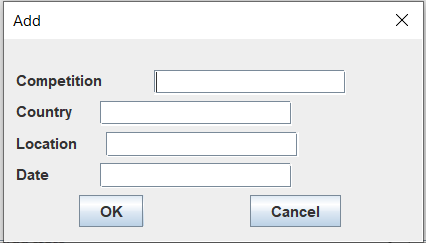 Add
Competition
Country
Location
Date
OK Cancel